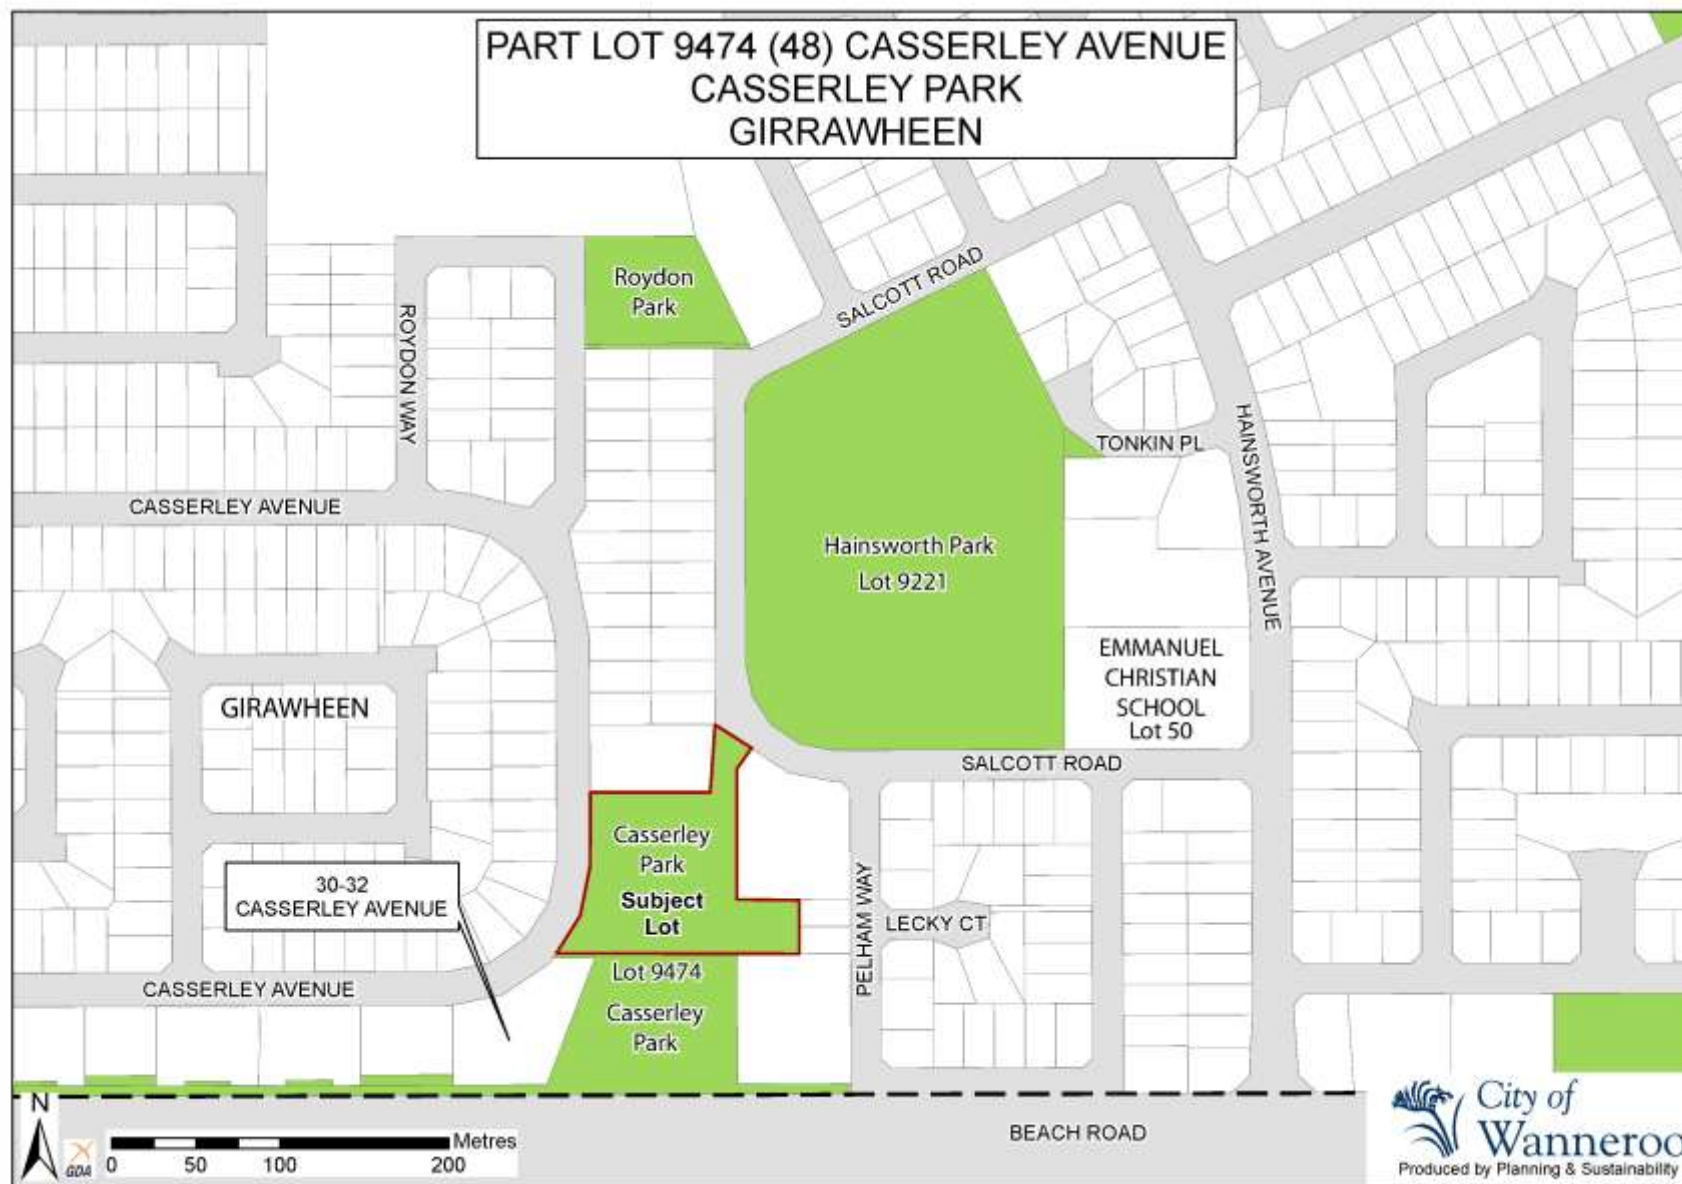 PART LOT 9474 (48) CASSERLEY AVENUE
CASSERLEY PARK
GIRRAWHEEN
Roydon
Park
SALCOTT ROAD
ROYDON WAY
HAINSWORTH AVENUE
TONKIN PL
CASSERLEY AVENUE
Hainsworth Park
Lot 9221
EMMANUEL
CHRISTIAN
SCHOOL
Lot 50
GIRAWHEEN
SALCOTT ROAD
Casserley
Park
Subject
Lot
30-32
CASSERLEY AVENUE
PELHAM WAY
LECKY CT
Lot 9474
CASSERLEY AVENUE
Casserley
Park
N
GDA
0 50 100 200
Metres
BEACH ROAD
City of
Wanneroo
Produced by Planning & Sustainability